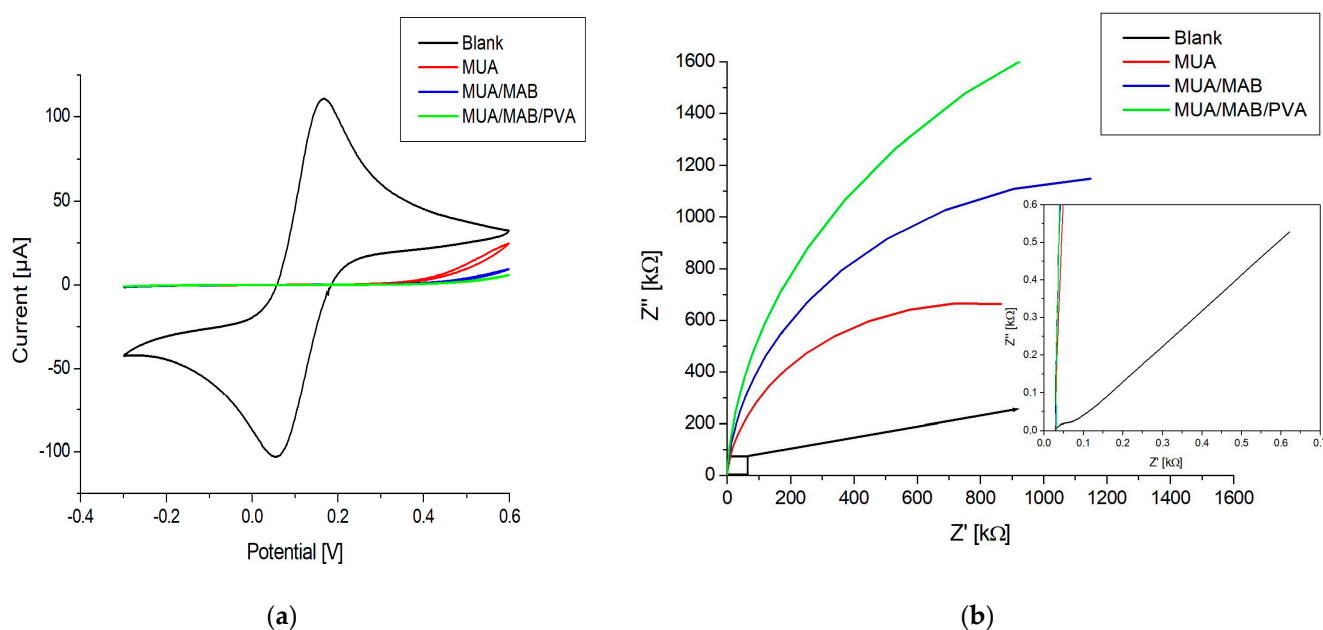 Blank
MUA
MUA/MAB
MUA/MAB/PVA
100
50
0
-50
-100
-0.4
-0.2
0.0
0.2
0.4
0.6
Current [µA]
Potential [V]
(a)
Blank
MUA
MUA/MAB
MUA/MAB/PVA
1600
1400
1200
1000
800
600
400
200
0
0 200 400 600 800 1000 1200 1400 1600
Z'' [kΩ]
Z' [kΩ]
0.6
0.5
0.4
0.3
0.2
0.1
0.0
0.0 0.1 0.2 0.3 0.4 0.5 0.6 0.7
Z'' [kΩ]
Z' [kΩ]
(b)